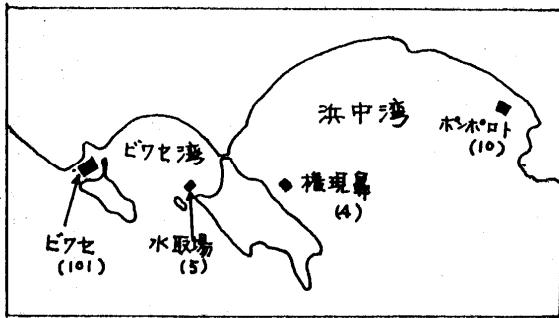 浜中湾
ポンポロト
(10)
ビワセ湾
権現鼻
(4)
ビワセ
(101)
水取場
(5)